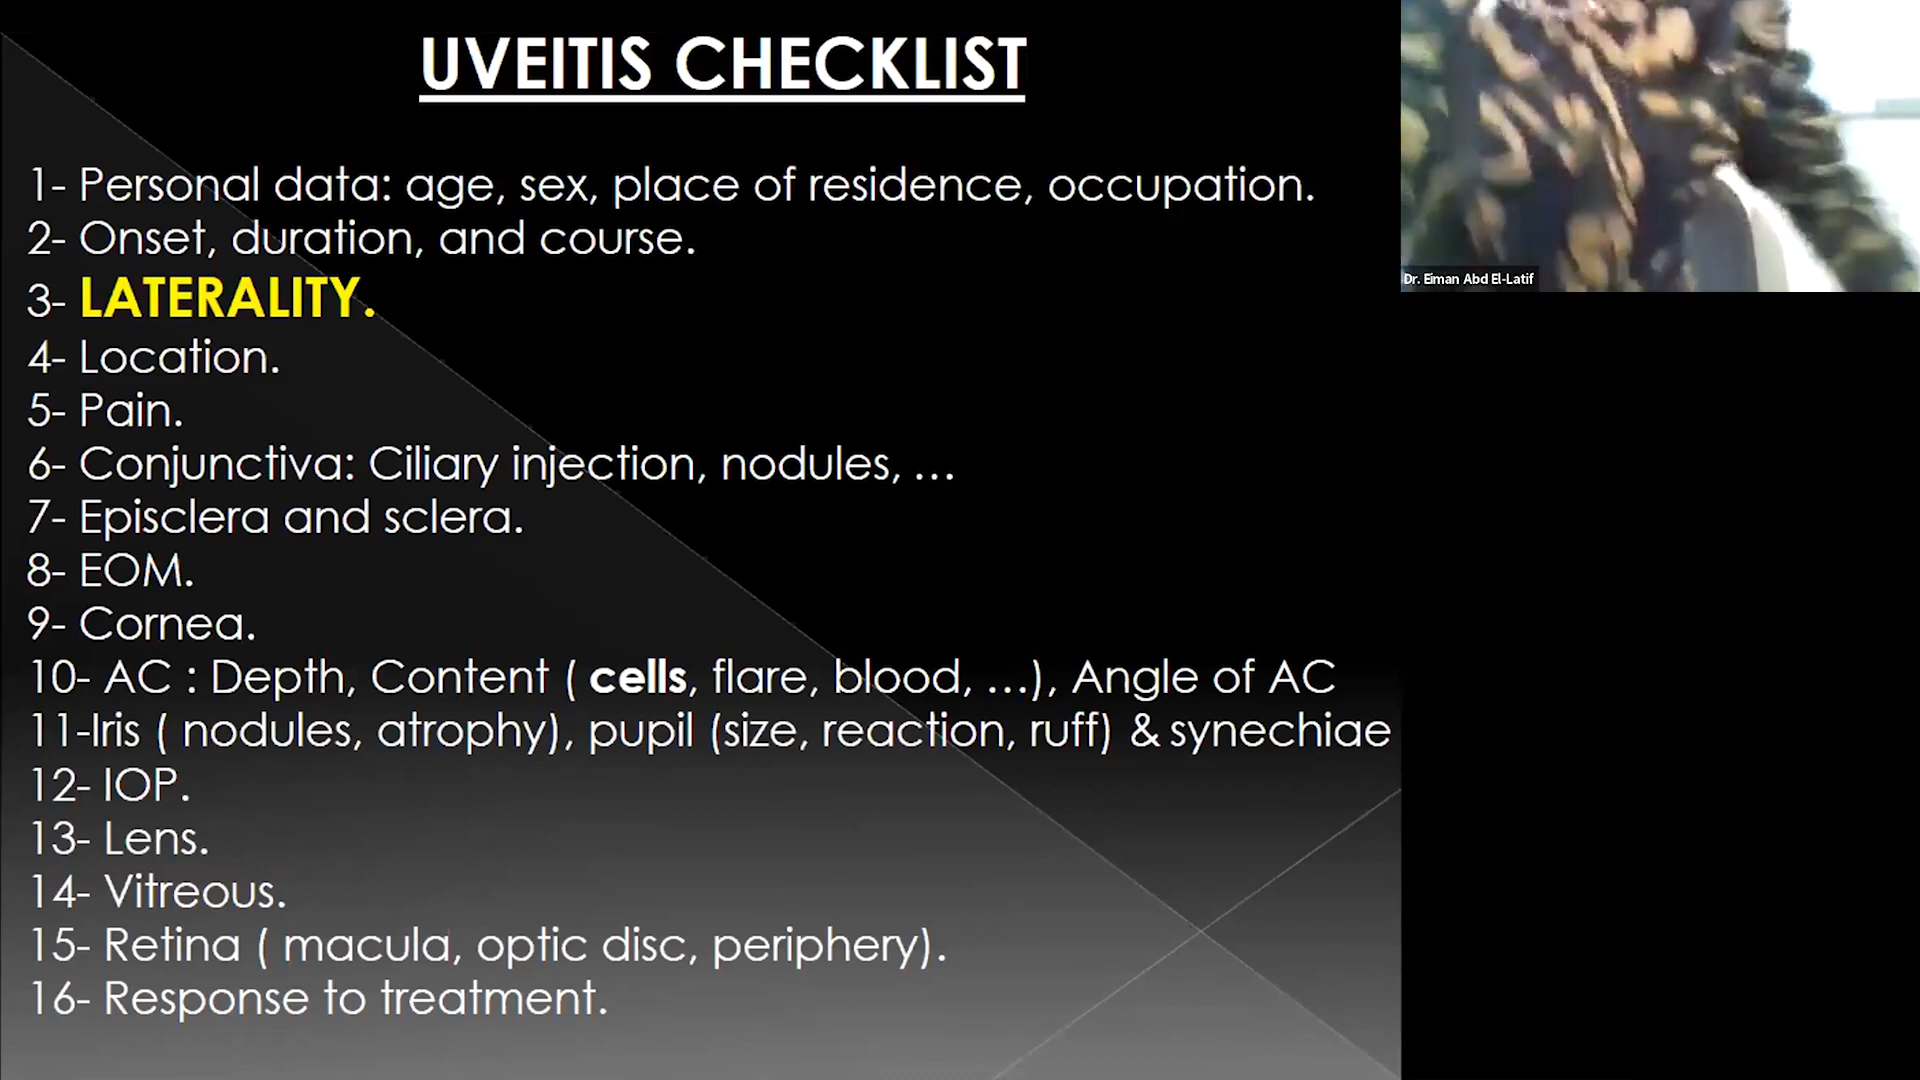 UVEITIS CHECKLIST
1- Personal data: age, sex, place of residence, occupation.
2- Onset, duration, and course.
3- LATERALITY.
4- Location.
5- Pain.
6- Conjunctiva: Ciliary injection, nodules, …
7- Episclera and sclera.
8- EOM.
9- Cornea.
10- AC : Depth, Content ( cells, flare, blood, …), Angle of AC
11-Iris ( nodules, atrophy), pupil (size, reaction, ruff) & synechiae
12- IOP.
13- Lens.
14- Vitreous.
15- Retina ( macula, optic disc, periphery).
16- Response to treatment.
Dr. Eiman Abd El-Latif